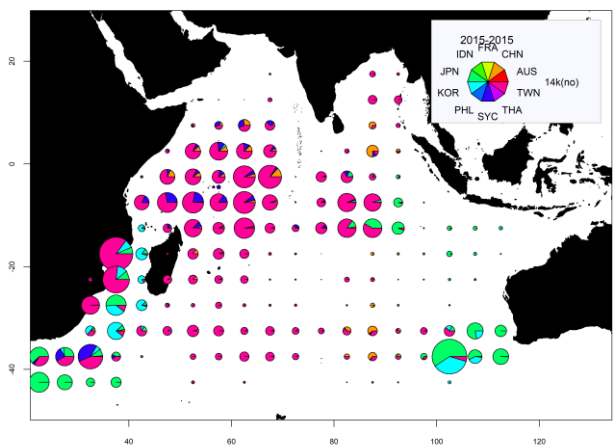 2015-2015
FRA
IDN CHN
JPN AUS
14k(no)
KOR TWN
PHL THA
SYC
20
0
-20
-40
40 60 80 100 120